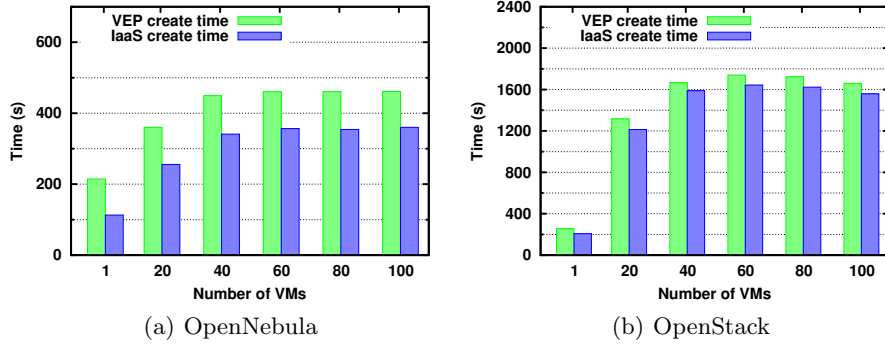 VEP create time
IaaS create time
Time (s)
600
400
200
0
1 20 40 60 80 100
Number of VMs
(a) OpenNebula
VEP create time
IaaS create time
Time (s)
2400
2000
1600
1200
800
400
0
1 20 40 60 80 100
Number of VMs
(b) OpenStack